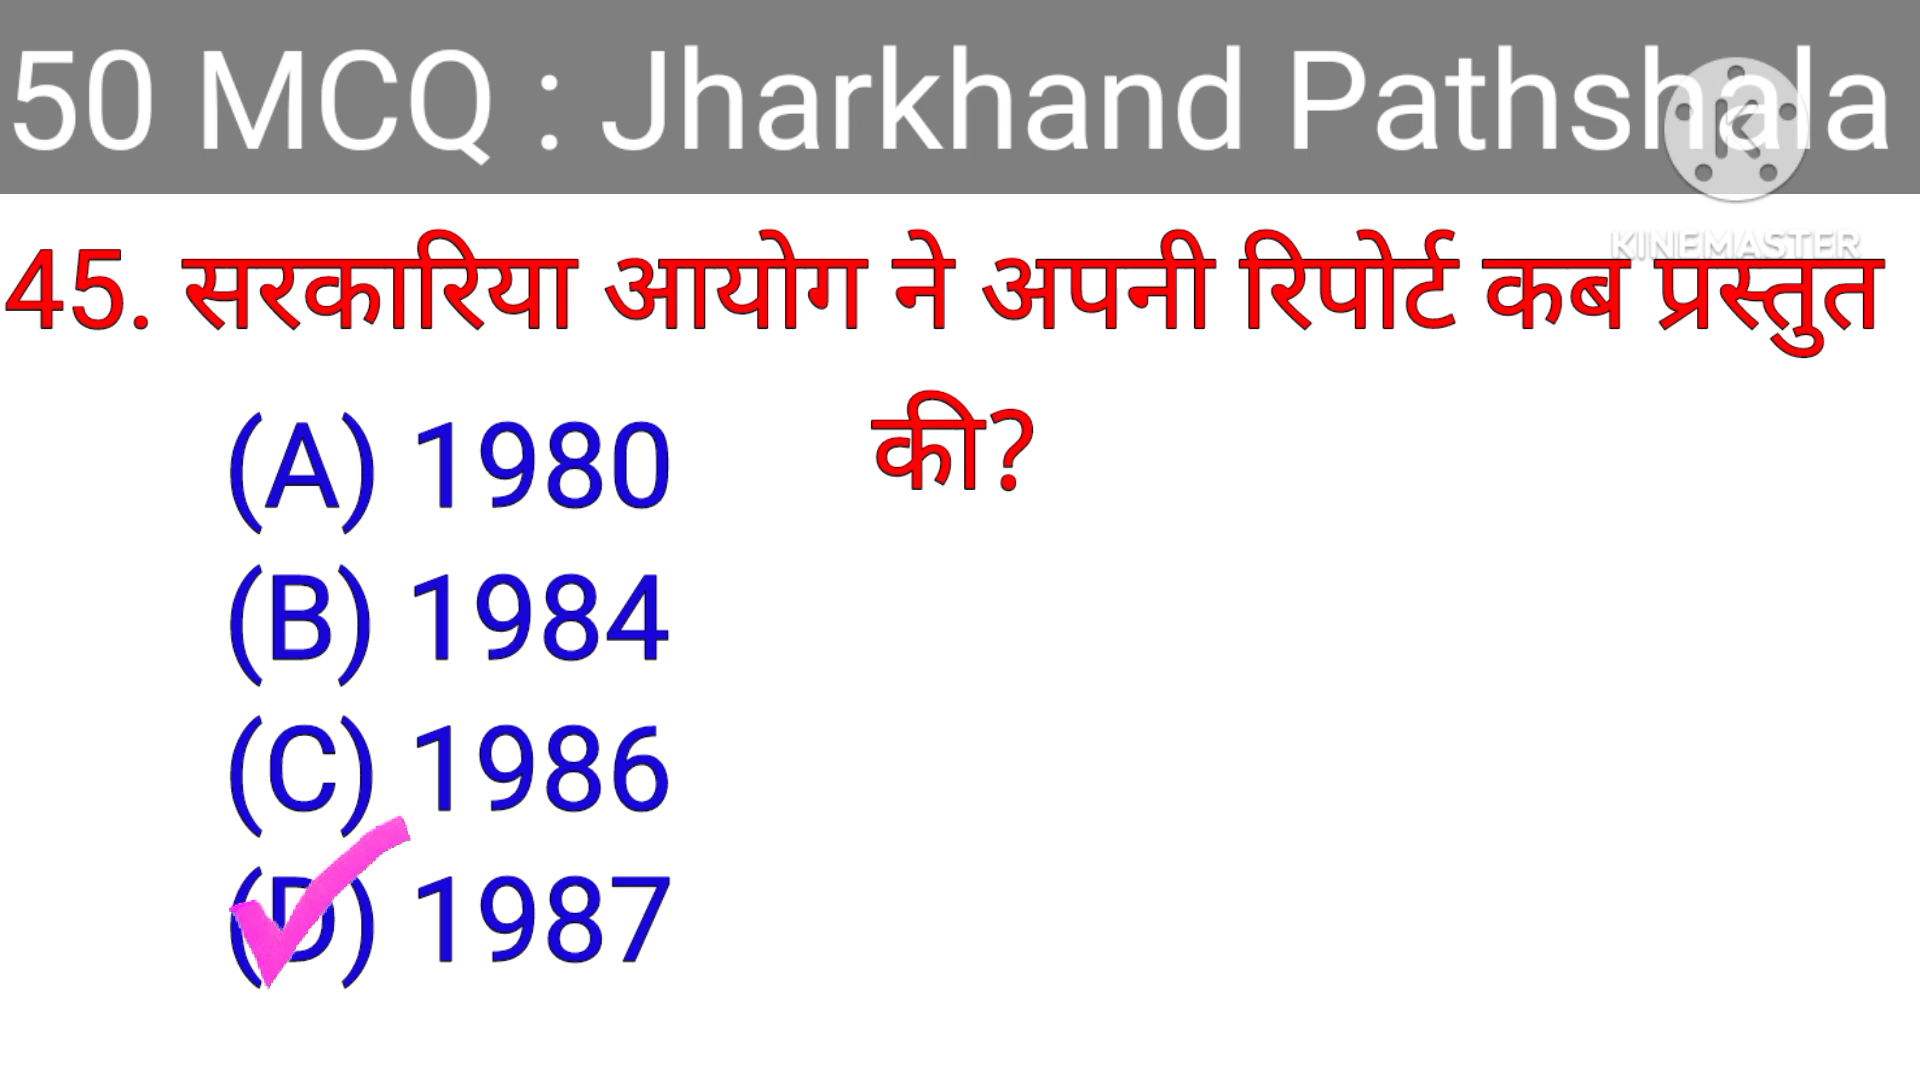 50 MCQ : Jharkhand Pathshala
KINEMASTER
45. सरकारिया आयोग ने अपनी रिपोर्ट कब प्रस्तुत
की?
(A) 1980
(B) 1984
(C) 1986
(D) 1987